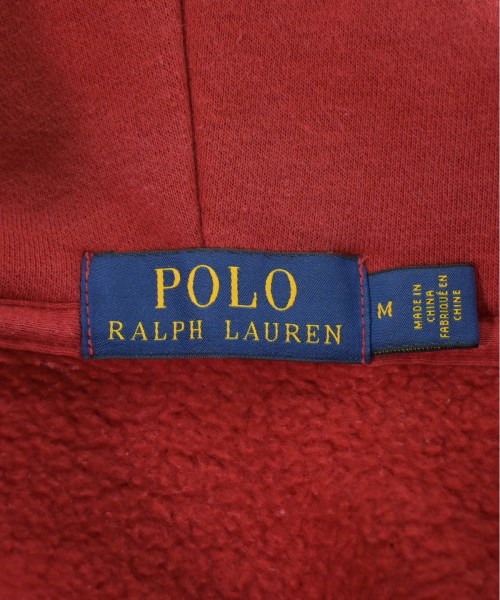 POLO
RALPH LAUREN
M
MADE IN
CHINA
FABRIQUÉ EN
CHINE